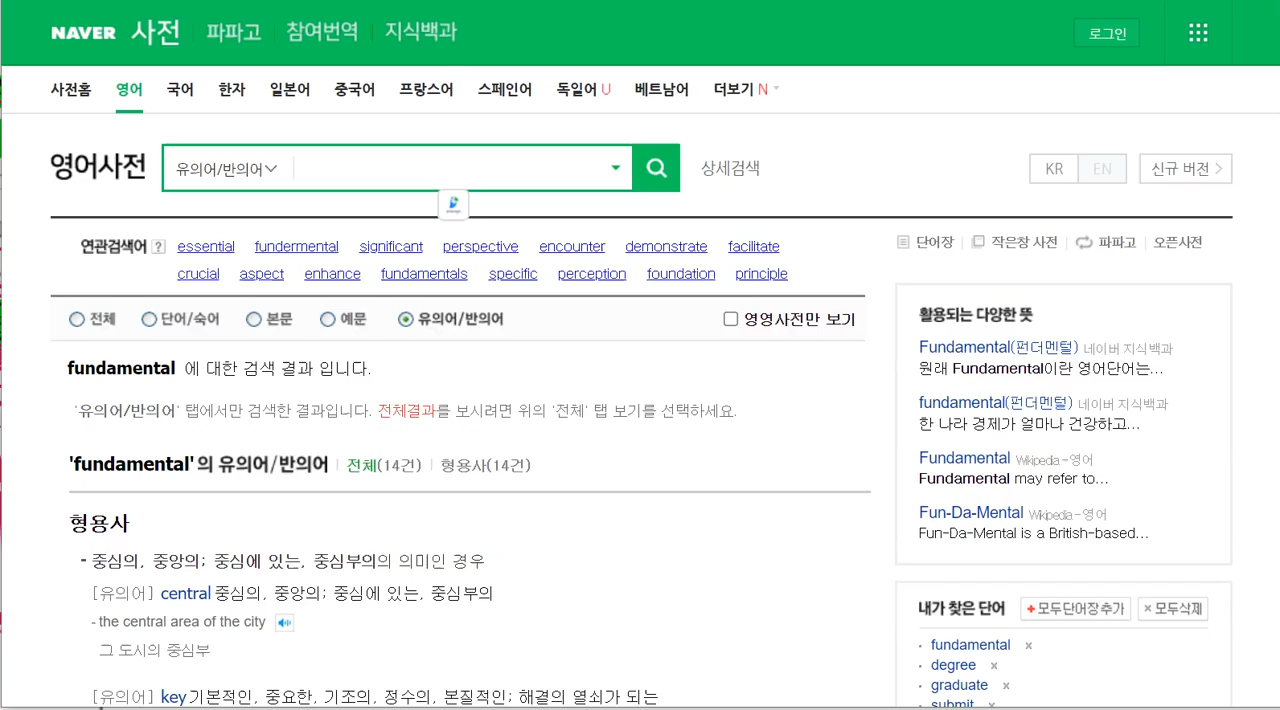 NAVER 사전 파파고 참여번역 지식백과 로그인
사전홈 영어 국어 한자 일본어 중국어 프랑스어 스페인어 독일어 U 베트남어 더보기 N
영어사전 유의어/반의어 상세검색 KR EN 신규 버전
연관검색어 ? essential fundermental significant perspective encounter demonstrate facilitate
crucial aspect enhance fundamentals specific perception foundation principle
단어장 작은창 사전 파파고 오픈사전
전체 단어/숙어 본문 예문 유의어/반의어 영영사전만 보기
fundamental 에 대한 검색 결과 입니다.
'유의어/반의어' 탭에서만 검색한 결과입니다. 전체결과를 보시려면 위의 '전체' 탭 보기를 선택하세요.
'fundamental'의 유의어/반의어 전체(14건) 형용사(14건)
형용사
- 중심의, 중앙의; 중심에 있는, 중심부의의 의미인 경우
[유의어] central 중심의, 중앙의; 중심에 있는, 중심부의
- the central area of the city
그 도시의 중심부
[유의어] key 기본적인, 중요한, 기조의, 정수의, 본질적인; 해결의 열쇠가 되는
활용되는 다양한 뜻
Fundamental(펀더멘털) 네이버 지식백과
원래 Fundamental이란 영어단어는...
fundamental(펀더멘털) 네이버 지식백과
한 나라 경제가 얼마나 건강하고...
Fundamental Wikipedia-영어
Fundamental may refer to...
Fun-Da-Mental Wikipedia-영어
Fun-Da-Mental is a British-based...
내가 찾은 단어 +모두단어장추가 ×모두삭제
· fundamental x
· degree x
· graduate x
· submit x